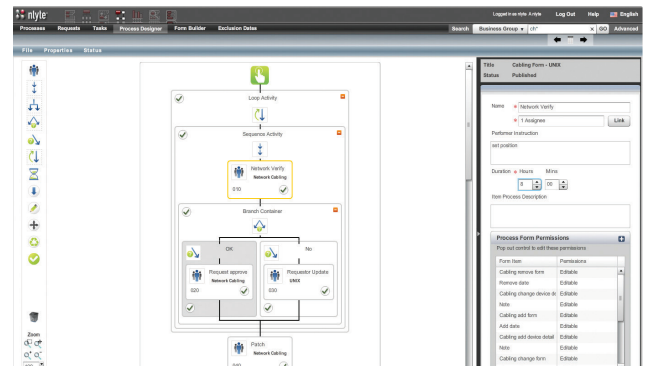 nlyte
Logged in as nlyte A nlyte Log Out Help English
Processes Requests Tasks Process Designer Form Builder Exclusion Dates
Search Business Group ch* x GO Advanced
File Properties Status
Title Cabling Form - UNIX
Status Published
Loop Activity
Name * Network Verify
* 1 Assignee Link
Performer Instruction
set position
Sequence Activity
Network Verify
Network Cabling
010
Duration * Hours Mins
8 00
Item Process Description
Branch Container
OK No
Request approve
Network Cabling
020
Requestor Update
UNIX
030
Process Form Permissions
Pop out control to edit these permissions
Form Item Permissions
Cabling remove form Editable
Remove date Editable
Cabling change device de Editable
Note Editable
Cabling add form Editable
Add date Editable
Cabling add device detail Editable
Note Editable
Cabling change form Editable
Zoom
Patch
Network Cabling